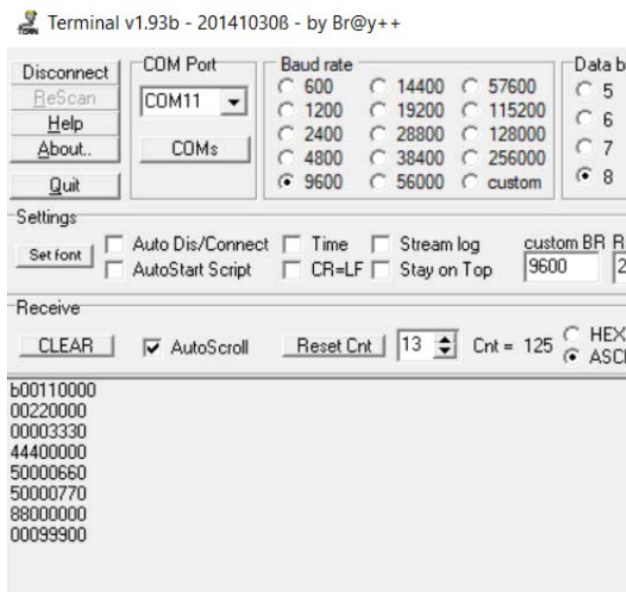 Terminal v1.93b - 20141030ß - by Br@y++
Disconnect
ReScan
Help
About..
Quit
COM Port
COM11
COMs
Baud rate
600 14400 57600
1200 19200 115200
2400 28800 128000
4800 38400 256000
9600 56000 custom
Data b
5
6
7
8
Settings
Set font
Auto Dis/Connect Time Stream log custom BR R
AutoStart Script CR=LF Stay on Top 9600 2
Receive
CLEAR AutoScroll Reset Cnt 13 Cnt = 125 HEX
ASCI
b00110000
00220000
00003330
44400000
50000660
50000770
88000000
00099900